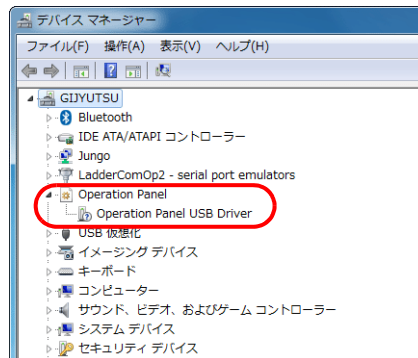 デバイス マネージャー
ファイル(F) 操作(A) 表示(V) ヘルプ(H)
GIJYUTSU
Bluetooth
IDE ATA/ATAPI コントローラー
Jungo
LadderComOp2 - serial port emulators
Operation Panel
Operation Panel USB Driver
USB 仮想化
イメージング デバイス
キーボード
コンピューター
サウンド、ビデオ、およびゲーム コントローラー
システム デバイス
セキュリティ デバイス